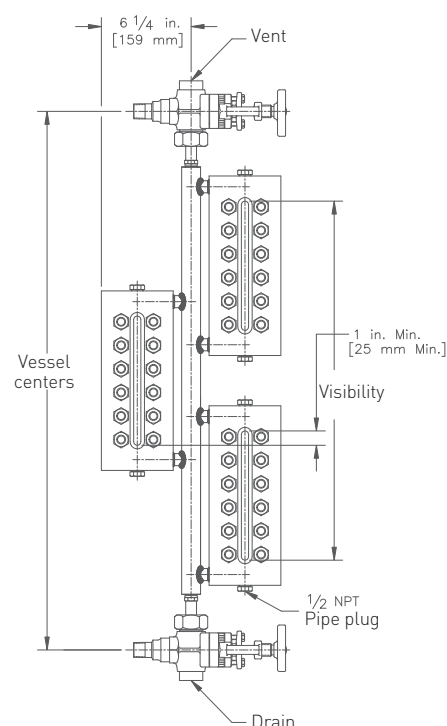 6 1/4 in.
[159 mm]
Vent
1 in. Min.
[25 mm Min.]
Vessel
centers
Visibility
1/2 NPT
Pipe plug
Drain